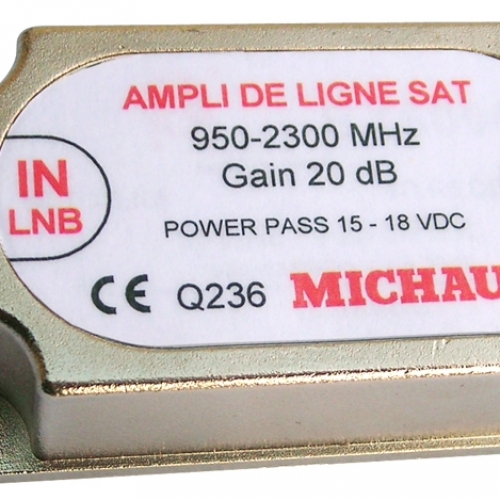 AMPLI DE LIGNE SAT
950-2300 MHz
Gain 20 dB
IN
LNB
POWER PASS 15 - 18 VDC
CE Q236 MICHAU